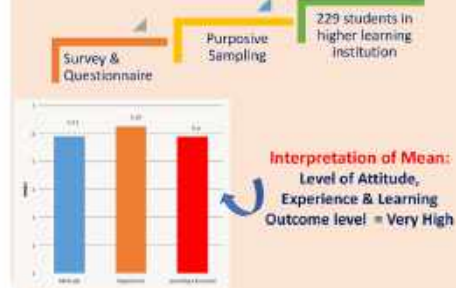 229 students in
higher learning
institution
Purposive
Sampling
Survey &
Questionnaire
Interpretation of Mean:
Level of Attitude,
Experience & Learning
Outcome level = Very High